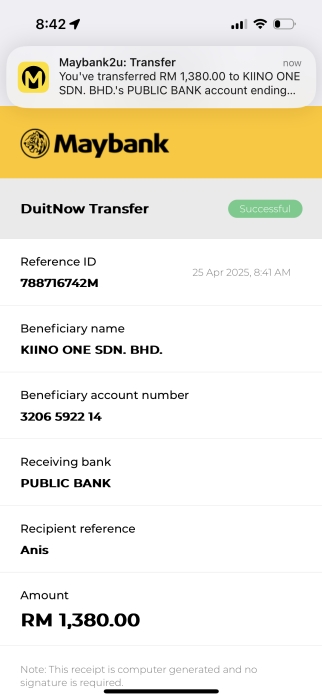 8:42
Maybank2u: Transfer now
You've transferred RM 1,380.00 to KIINO ONE
SDN. BHD.'s PUBLIC BANK account ending...
Maybank
DuitNow Transfer Successful
Reference ID
788716742M 25 Apr 2025, 8:41 AM
Beneficiary name
KIINO ONE SDN. BHD.
Beneficiary account number
3206 5922 14
Receiving bank
PUBLIC BANK
Recipient reference
Anis
Amount
RM 1,380.00
Note: This receipt is computer generated and no
signature is required.